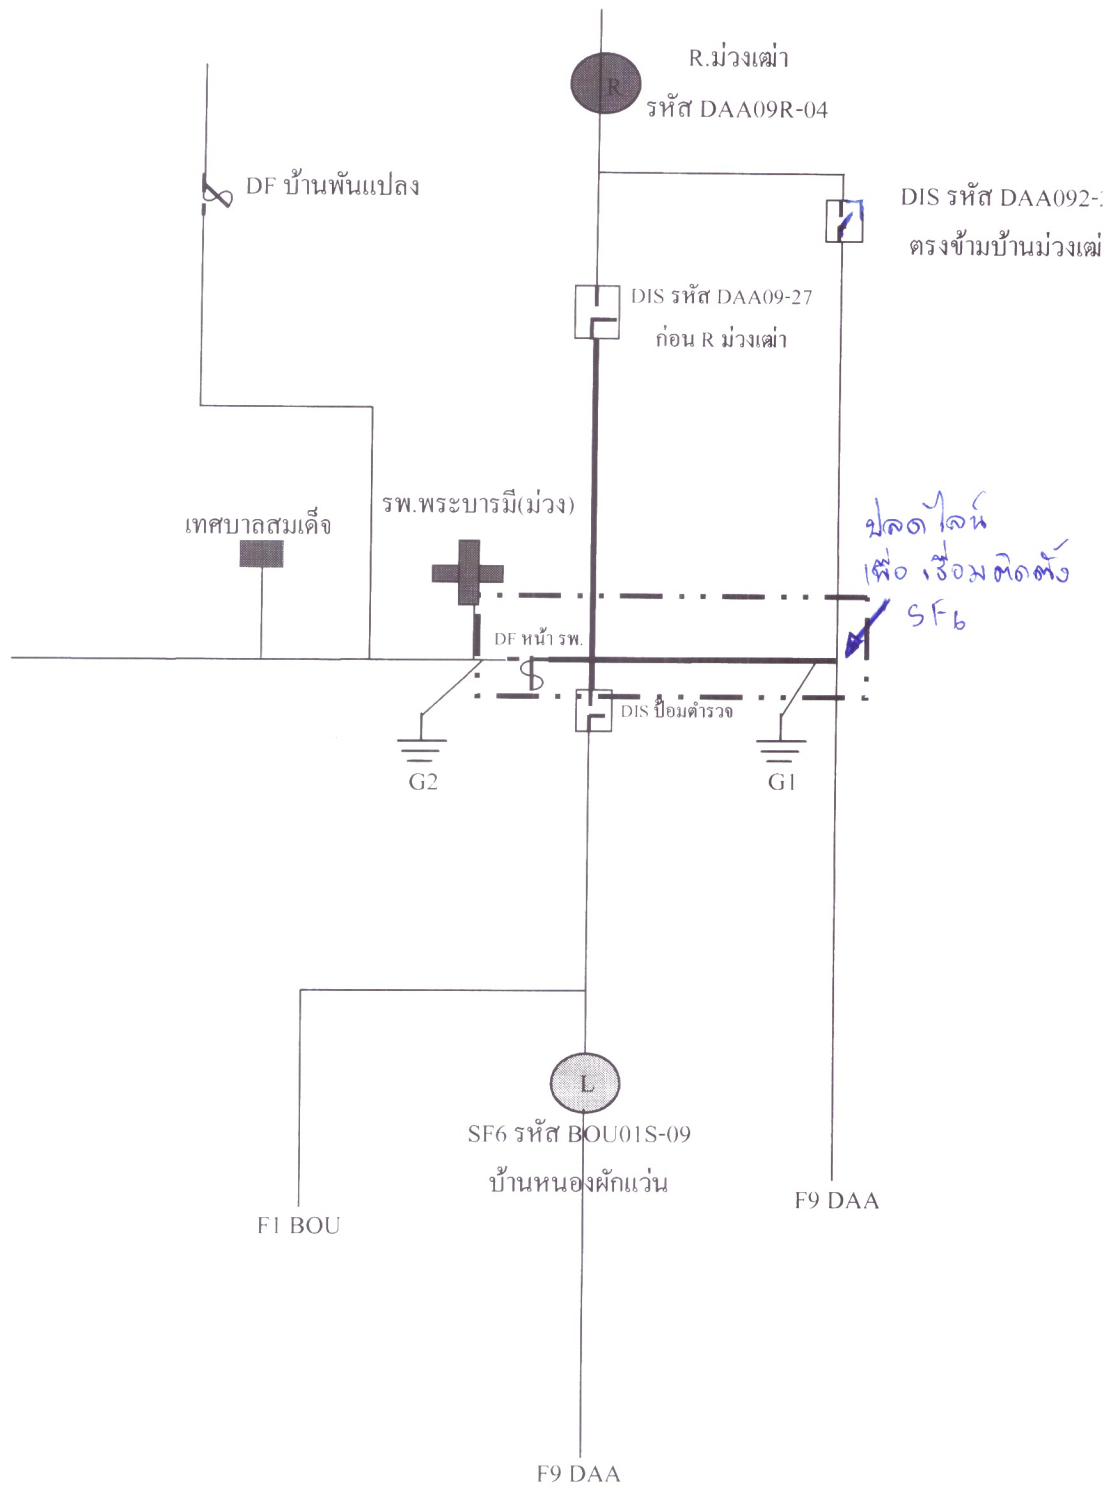 R.ม่วงเฒ่า
R
รหัส DAA09R-04
DF บ้านพันแปลง
DIS รหัส DAA092-
ตรงข้ามบ้านม่วงเฒ่
DIS รหัส DAA09-27
ก่อน R ม่วงเฒ่า
รพ.พระบารมี(ม่วง)
เทศบาลสมเด็จ
ปลดไลน์
เพื่อ เชื่อมติดตั้ง
SF6
DF หน้า รพ.
DIS ป้อมตำรวจ
G2
G1
L
SF6 รหัส BOU01S-09
บ้านหนองผักแว่น
F9 DAA
F1 BOU
F9 DAA